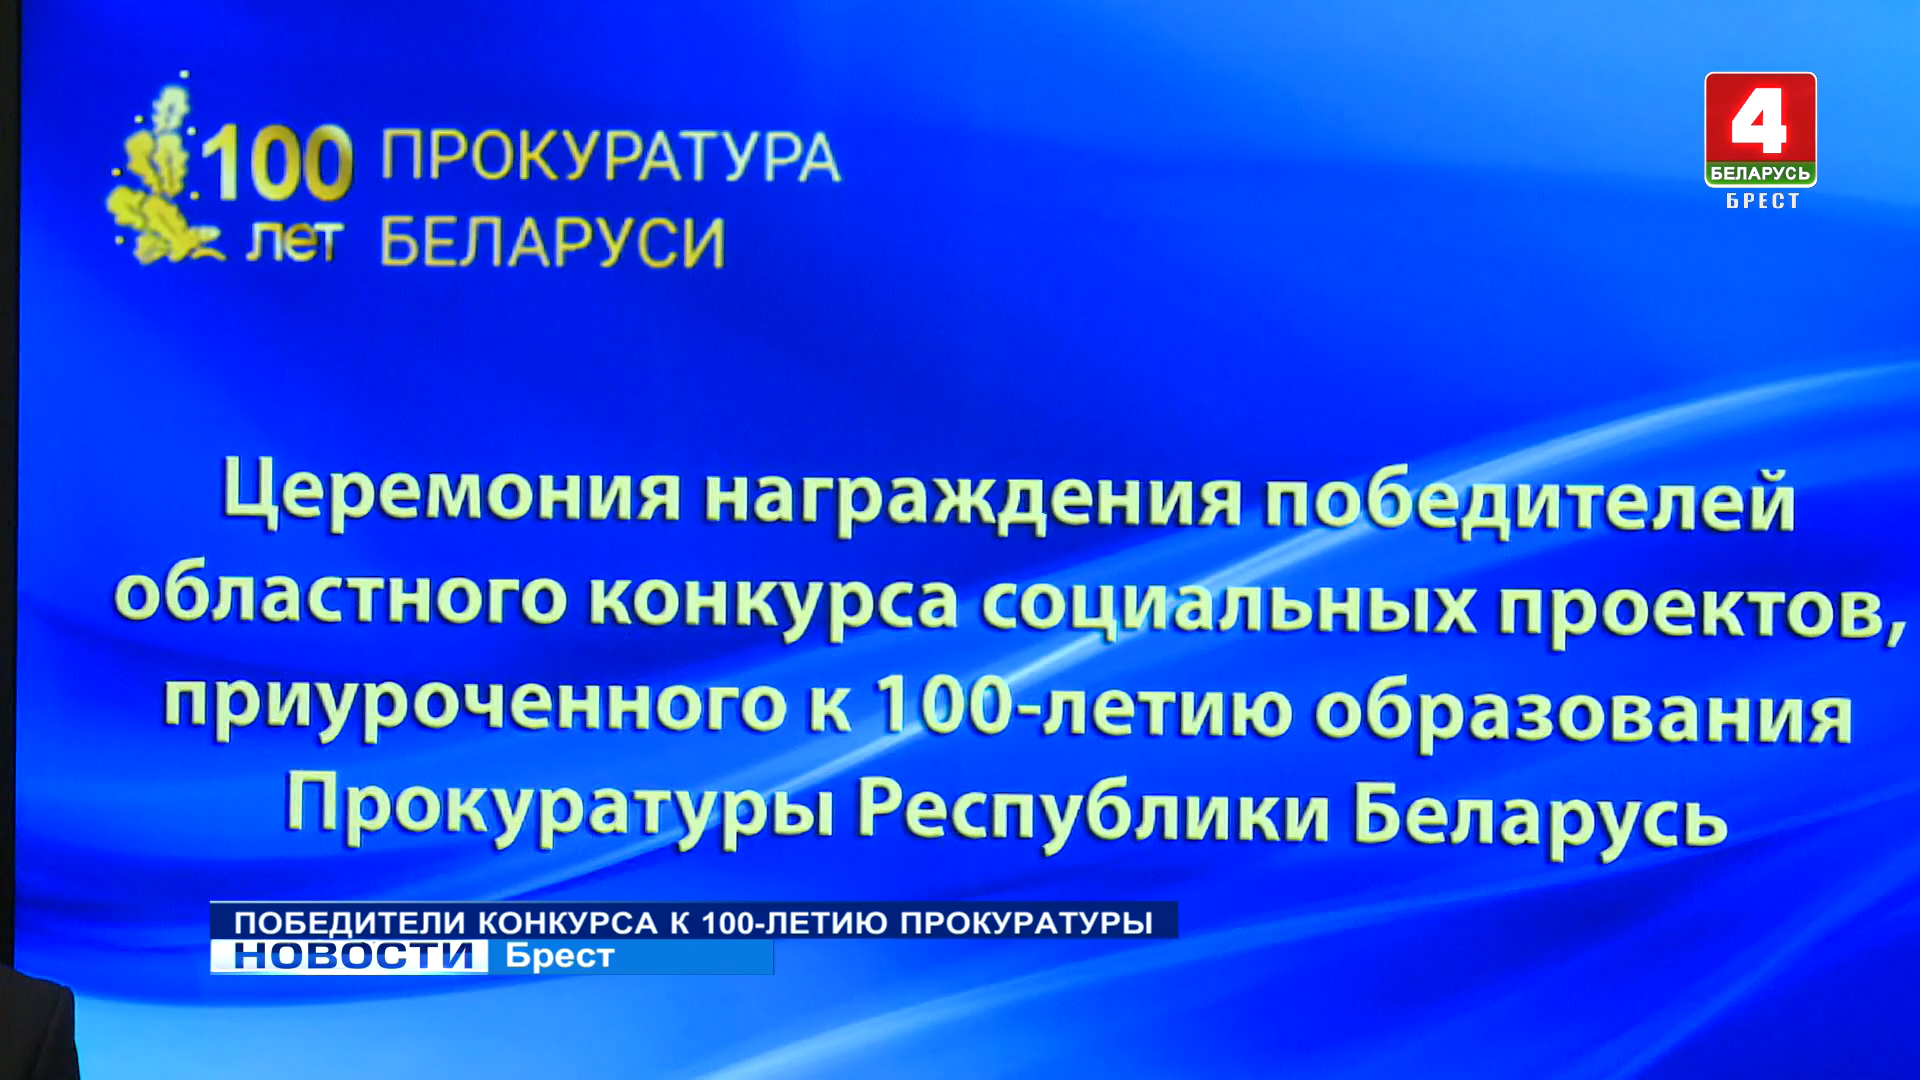 100 ПРОКУРАТУРА
лет БЕЛАРУСИ
4
БЕЛАРУСЬ
БРЕСТ
Церемония награждения победителей
областного конкурса социальных проектов,
приуроченного к 100-летию образования
Прокуратуры Республики Беларусь
ПОБЕДИТЕЛИ КОНКУРСА К 100-ЛЕТИЮ ПРОКУРАТУРЫ
НОВОСТИ Брест